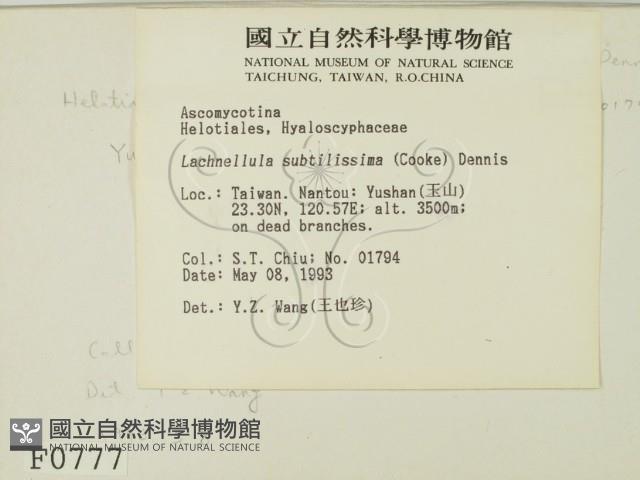 國立自然科學博物館
NATIONAL MUSEUM OF NATURAL SCIENCE
TAICHUNG, TAIWAN, R.O.CHINA
Ascomycotina
Helotiales, Hyaloscyphaceae
Lachnellula subtilissima (Cooke) Dennis
Loc.: Taiwan. Nantou: Yushan(玉山)
23.30N, 120.57E; alt. 3500m;
on dead branches.
Col.: S.T. Chiu; No. 01794
Date: May 08, 1993
Det.: Y.Z. Wang(王也珍)
Det Wang
國立自然科學博物館
NATIONAL MUSEUM OF NATURAL SCIENCE
F0777